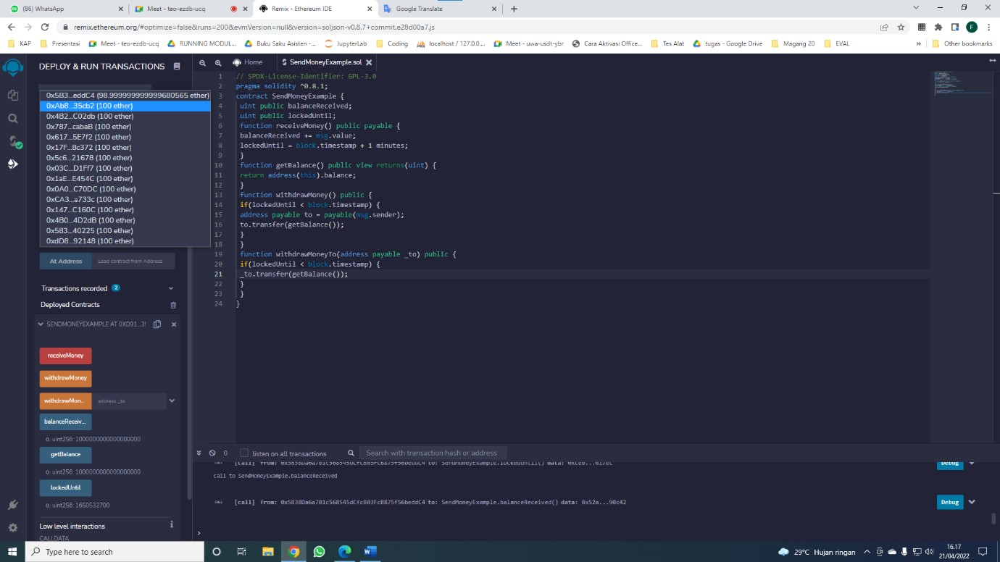 (86) WhatsApp
Meet - teo-ezdb-ucq
Remix - Ethereum IDE
Google Translate
remix.ethereum.org/#optimize=false&runs=200&evmVersion=null&version=soljson-v0.8.7+commit.e28d00a7.js
F
KAP
Presentasi
Meet - teo-ezdb-ucq
RUNNING MODUL...
Buku Saku Asisten -...
JupyterLab
Coding
localhost / 127.0.0....
Meet - uwa-usdt-ybr
Cara Aktivasi Office...
Tes Alat
tugas - Google Drive
Magang 20
EVAL
Other bookmarks
DEPLOY & RUN TRANSACTIONS
0x5B3...eddC4 (98.999999999999680565 ether)
0xAb8...35cb2 (100 ether)
0x4B2...C02db (100 ether)
0x787...cabaB (100 ether)
0x617...5E7f2 (100 ether)
0x17F...8c372 (100 ether)
0x5c6...21678 (100 ether)
0x03C...D1Ff7 (100 ether)
0x1aE...E454C (100 ether)
0x0A0...C70DC (100 ether)
0xCA3...a733c (100 ether)
0x147...C160C (100 ether)
0x4B0...4D2dB (100 ether)
0x583...40225 (100 ether)
0xdD8...92148 (100 ether)
At Address
Load contract from Address
Transactions recorded 2
Deployed Contracts
SENDMONEYEXAMPLE AT 0XD91...3
receiveMoney
withdrawMoney
withdrawMon...
address _to
balanceReceiv...
0: uint256: 1000000000000000000
getBalance
0: uint256: 1000000000000000000
lockedUntil
0: uint256: 1650532700
Low level interactions
CALLDATA
Home
SendMoneyExample.sol
1 // SPDX-License-Identifier: GPL-3.0
2 pragma solidity ^0.8.1;
3 contract SendMoneyExample {
4 uint public balanceReceived;
5 uint public lockedUntil;
6 function receiveMoney() public payable {
7 balanceReceived += msg.value;
8 lockedUntil = block.timestamp + 1 minutes;
9 }
10 function getBalance() public view returns(uint) {
11 return address(this).balance;
12 }
13 function withdrawMoney() public {
14 if(lockedUntil < block.timestamp) {
15 address payable to = payable(msg.sender);
16 to.transfer(getBalance());
17 }
18 }
19 function withdrawMoneyTo(address payable _to) public {
20 if(lockedUntil < block.timestamp) {
21 _to.transfer(getBalance());
22 }
23 }
24 }
0
listen on all transactions
Search with transaction hash or address
Debug
call to SendMoneyExample.balanceReceived
CALL [call] from: 0x5B38Da6a701c568545dCfcB03FcB875f56beddC4 to: SendMoneyExample.balanceReceived() data: 0x52a...90c42
Debug
>
Type here to search
29°C Hujan ringan
16.17
21/04/2022